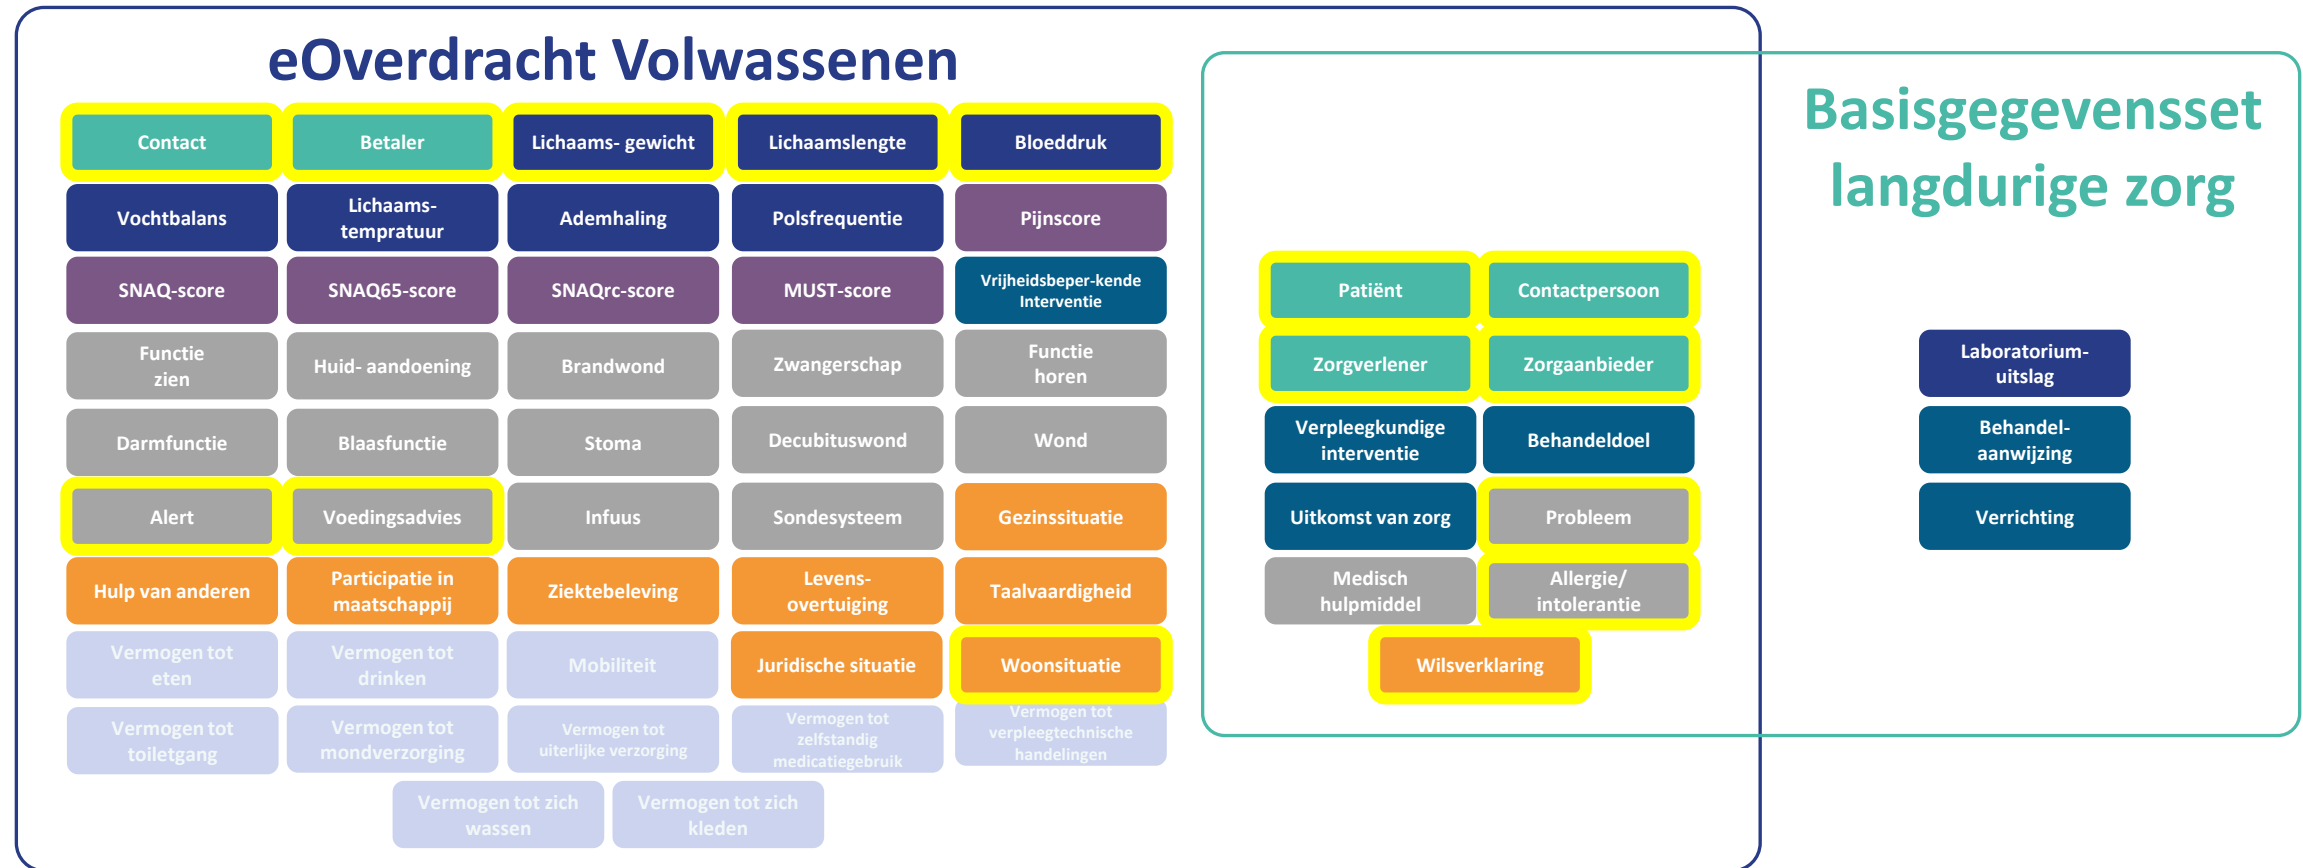 eOverdracht Volwassenen
Basisgegevensset
langdurige zorg
Contact
Betaler
Lichaams- gewicht
Lichaamslengte
Bloeddruk
Vochtbalans
Lichaams-
tempratuur
Ademhaling
Polsfrequentie
Pijnscore
SNAQ-score
SNAQ65-score
SNAQrc-score
MUST-score
Vrijheidsbeper-kende
Interventie
Functie
zien
Huid- aandoening
Brandwond
Zwangerschap
Functie
horen
Darmfunctie
Blaasfunctie
Stoma
Decubituswond
Wond
Alert
Voedingsadvies
Infuus
Sondesysteem
Gezinssituatie
Hulp van anderen
Participatie in
maatschappij
Ziektebeleving
Levens-
overtuiging
Taalvaardigheid
Vermogen tot
eten
Vermogen tot
drinken
Mobiliteit
Juridische situatie
Woonsituatie
Vermogen tot
toiletgang
Vermogen tot
mondverzorging
Vermogen tot
uiterlijke verzorging
Vermogen tot
zelfstandig
medicatiegebruik
Vermogen tot
verpleegtechnische
handelingen
Vermogen tot zich
wassen
Vermogen tot zich
kleden
Patiënt
Contactpersoon
Zorgverlener
Zorgaanbieder
Verpleegkundige
interventie
Behandeldoel
Uitkomst van zorg
Probleem
Medisch
hulpmiddel
Allergie/
intolerantie
Wilsverklaring
Laboratorium-
uitslag
Behandel-
aanwijzing
Verrichting